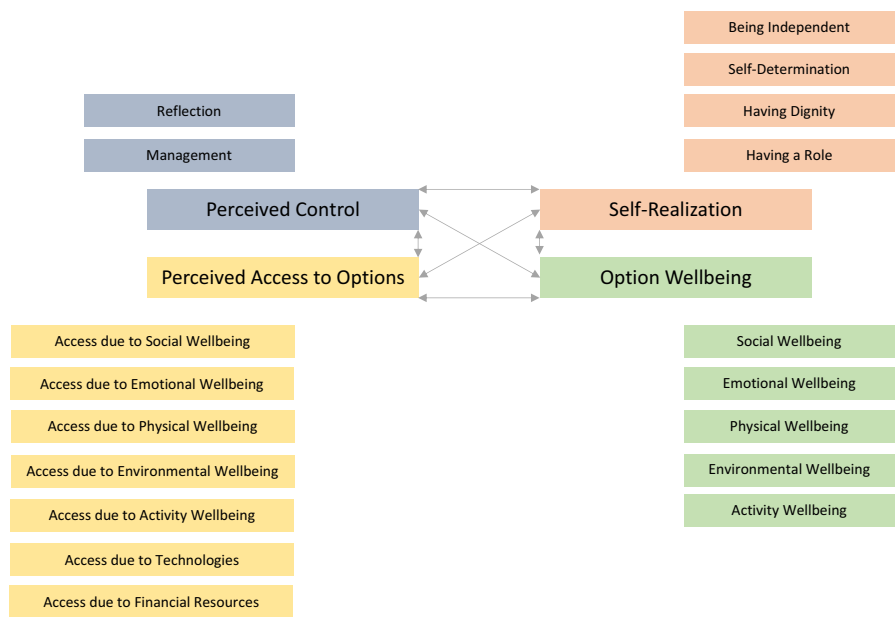 Being Independent
Self-Determination
Reflection
Having Dignity
Management
Having a Role
Perceived Control
Self-Realization
Perceived Access to Options
Option Wellbeing
Access due to Social Wellbeing
Social Wellbeing
Access due to Emotional Wellbeing
Emotional Wellbeing
Access due to Physical Wellbeing
Physical Wellbeing
Access due to Environmental Wellbeing
Environmental Wellbeing
Access due to Activity Wellbeing
Activity Wellbeing
Access due to Technologies
Access due to Financial Resources